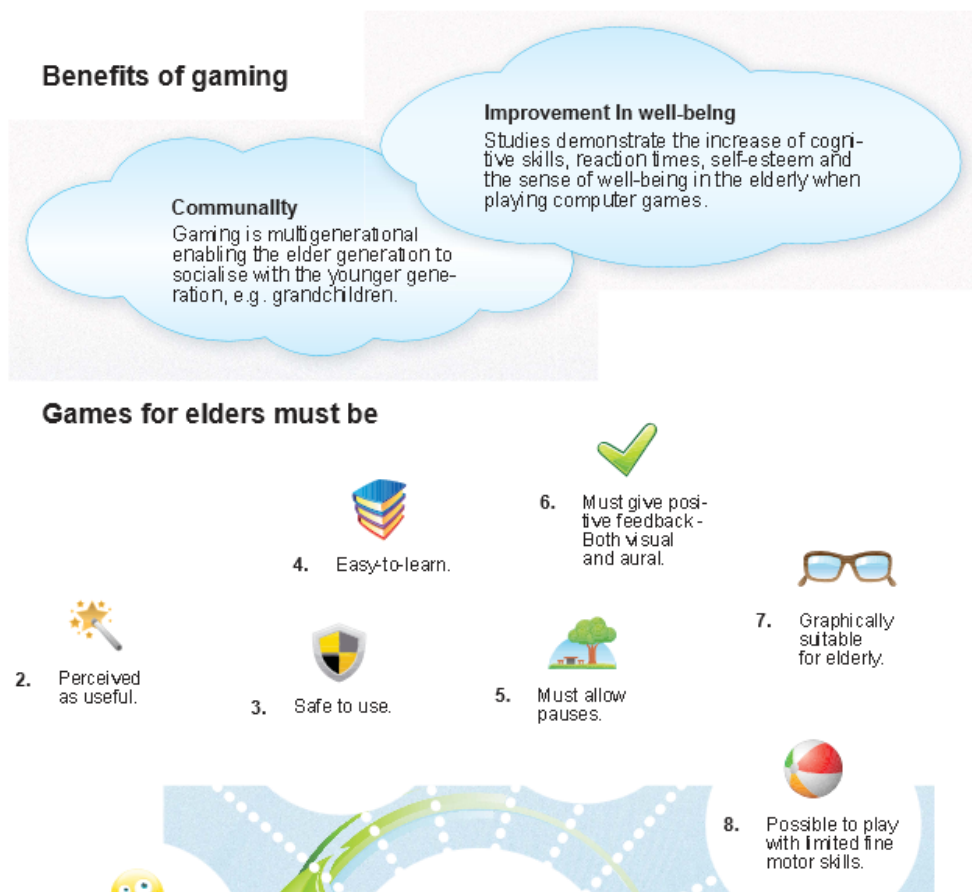 Benefits of gaming
Improvement In well-being
Studies demonstrate the increase of cogni-
tive skills, reaction times, self-esteem and
the sense of well-being in the elderly when
playing computer games.
Communality
Gaming is multigenerational
enabling the elder generation to
socialise with the younger gene-
ration, e.g. grandchildren.
Games for elders must be
2. Perceived
as useful.
3. Safe to use.
4. Easy-to-learn.
5. Must allow
pauses.
6. Must give posi-
tive feedback -
Both visual
and aural.
7. Graphically
suitable
for elderly.
8. Possible to play
with limited fine
motor skills.